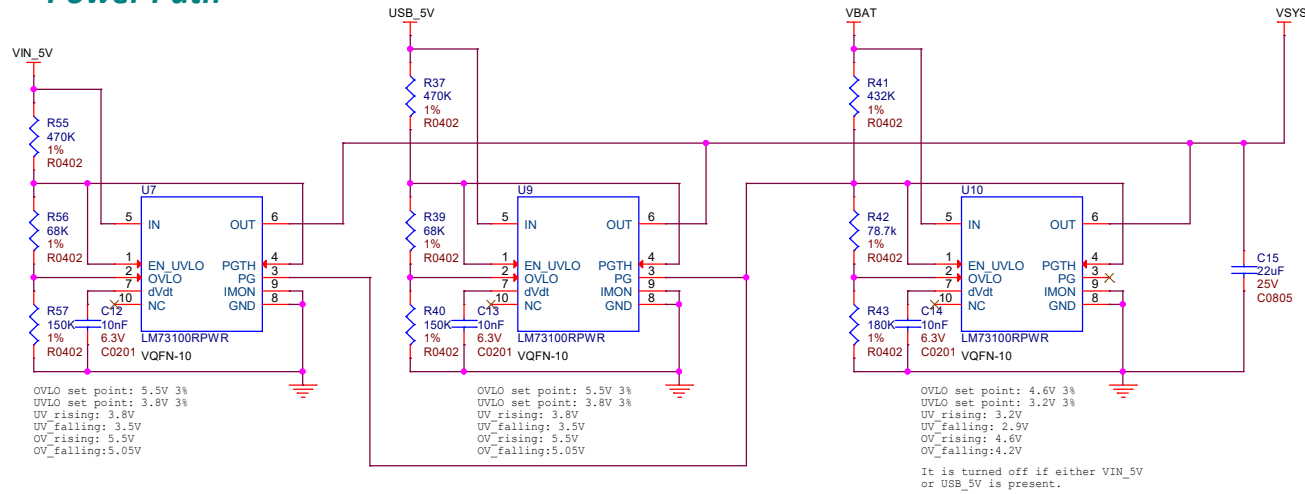 Power Path
VIN_5V
USB_5V
VBAT
VSYS
R55
470K
1%
R0402
R56
68K
1%
R0402
R57
150K
1%
R0402
C12
10nF
6.3V
C0201
U7
5 IN OUT 6
1 EN_UVLO PGTH 4
2 OVLO PG 3
7 dVdt IMON 9
10 NC GND 8
LM73100RPWR
VQFN-10
OVLO set point: 5.5V 3%
UVLO set point: 3.8V 3%
UV_rising: 3.8V
UV_falling: 3.5V
OV_rising: 5.5V
OV_falling:5.05V
R37
470K
1%
R0402
R39
68K
1%
R0402
R40
150K
1%
R0402
C13
10nF
6.3V
C0201
U9
5 IN OUT 6
1 EN_UVLO PGTH 4
2 OVLO PG 3
7 dVdt IMON 9
10 NC GND 8
LM73100RPWR
VQFN-10
OVLO set point: 5.5V 3%
UVLO set point: 3.8V 3%
UV_rising: 3.8V
UV_falling: 3.5V
OV_rising: 5.5V
OV_falling:5.05V
R41
432K
1%
R0402
R42
78.7k
1%
R0402
R43
180K
1%
R0402
C14
10nF
6.3V
C0201
U10
5 IN OUT 6
1 EN_UVLO PGTH 4
2 OVLO PG 3
7 dVdt IMON 9
10 NC GND 8
LM73100RPWR
VQFN-10
OVLO set point: 4.6V 3%
UVLO set point: 3.2V 3%
UV_rising: 3.2V
UV_falling: 2.9V
OV_rising: 4.6V
OV_falling:4.2V
It is turned off if either VIN_5V
or USB_5V is present.
C15
22uF
25V
C0805